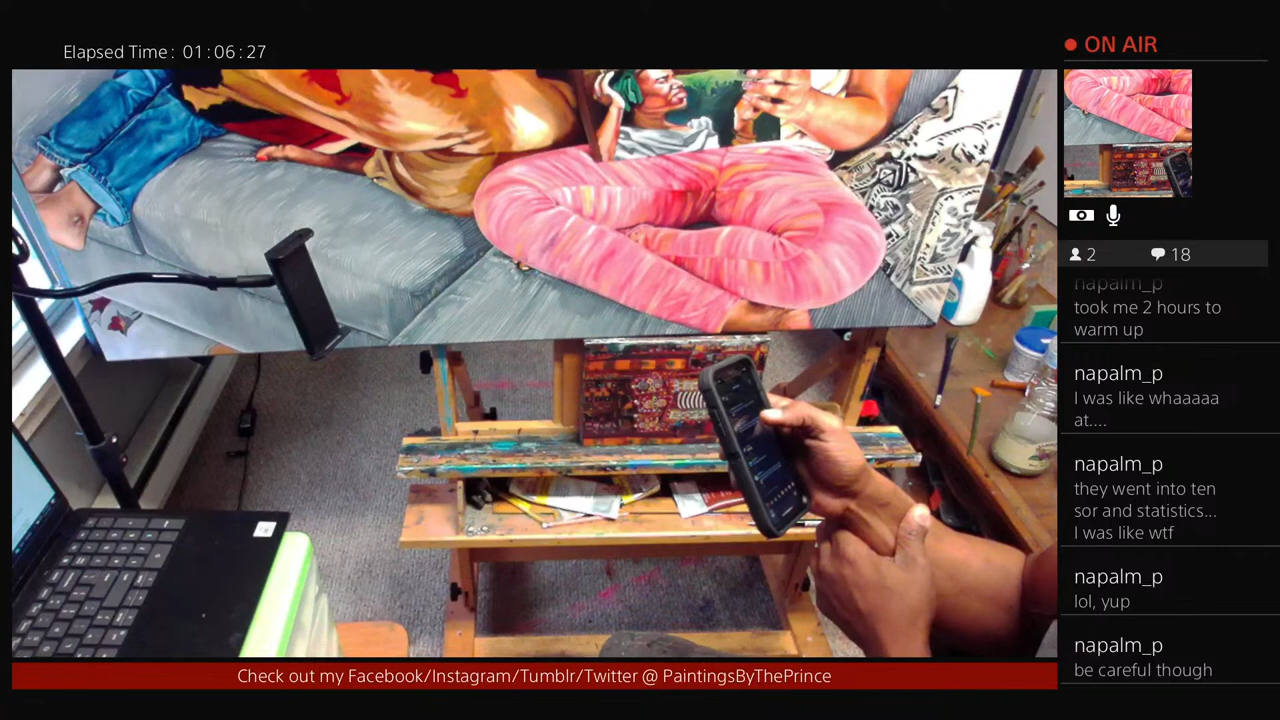 Elapsed Time: 01:06:27
ON AIR
2
18
napalm_p
took me 2 hours to
warm up
napalm_p
I was like whaaaaa
at....
napalm_p
they went into ten
sor and statistics...
I was like wtf
napalm_p
lol, yup
napalm_p
be careful though
Check out my Facebook/Instagram/Tumblr/Twitter @ PaintingsByThePrince